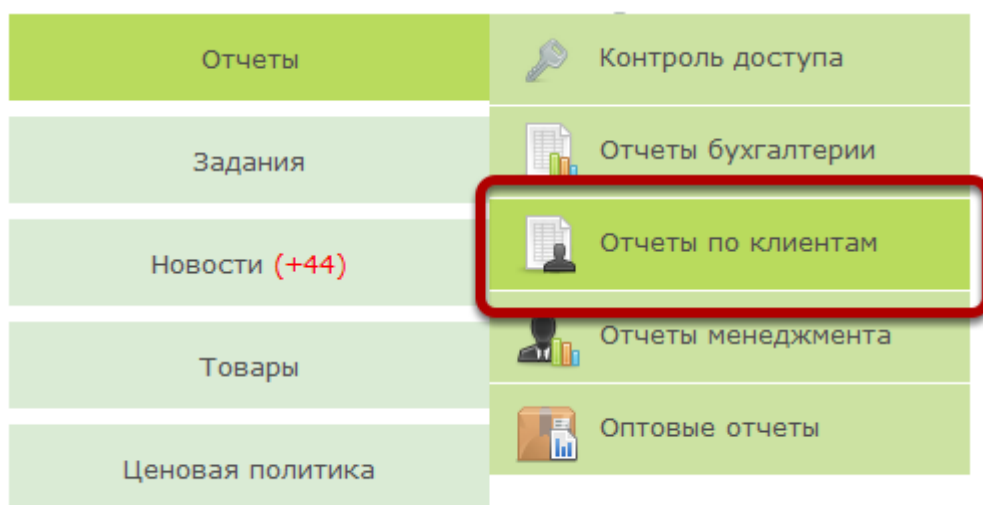 Отчеты
Задания
Новости (+44)
Товары
Ценовая политика
Контроль доступа
Отчеты бухгалтерии
Отчеты по клиентам
Отчеты менеджмента
Оптовые отчеты